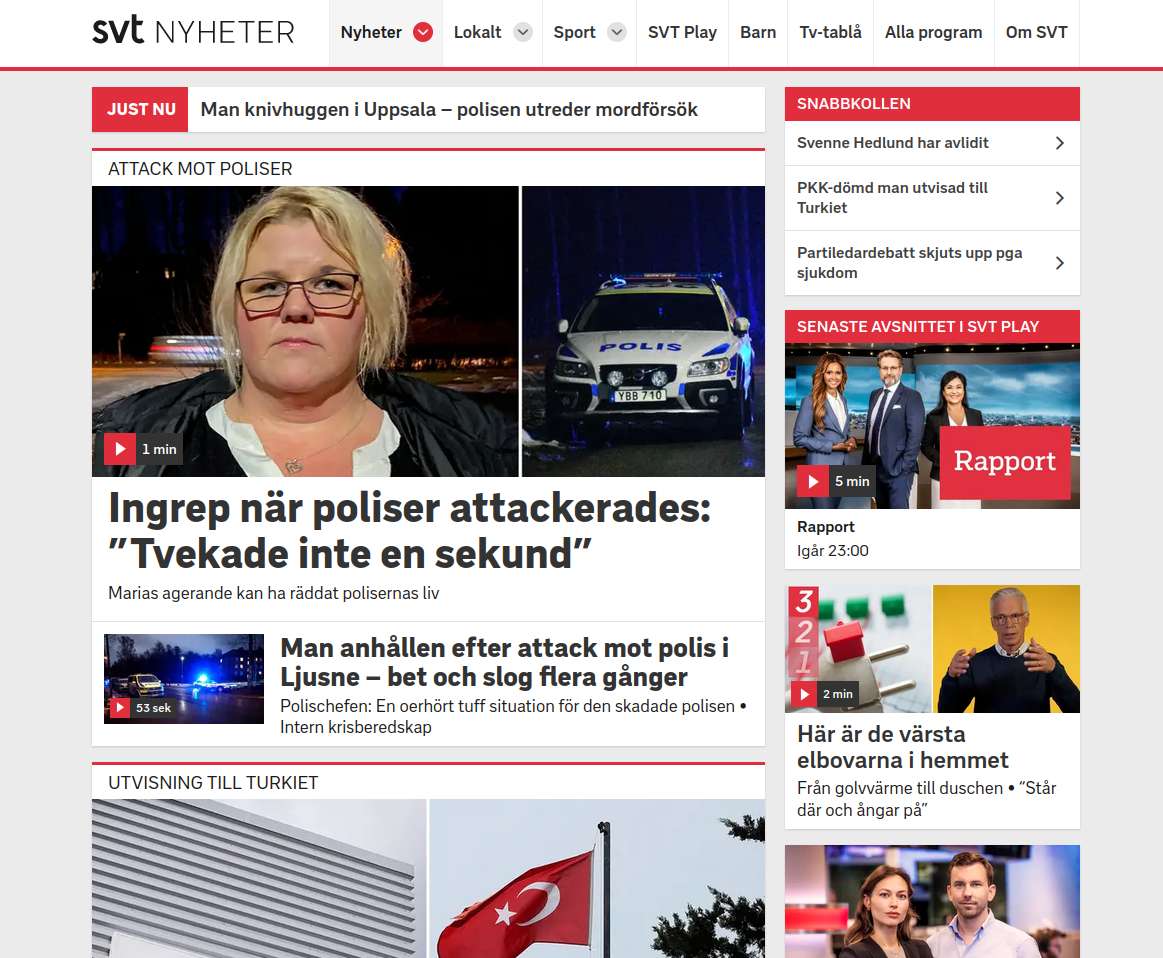 svt NYHETER
Nyheter
Lokalt
Sport
SVT Play
Barn
Tv-tablå
Alla program
Om SVT
JUST NU
Man knivhuggen i Uppsala – polisen utreder mordförsök
ATTACK MOT POLISER
POLIS
YBB 710
1 min
Ingrep när poliser attackerades:
”Tvekade inte en sekund”
Marias agerande kan ha räddat polisernas liv
53 sek
Man anhållen efter attack mot polis i
Ljusne – bet och slog flera gånger
Polischefen: En oerhört tuff situation för den skadade polisen •
Intern krisberedskap
UTVISNING TILL TURKIET
SNABBKOLLEN
Svenne Hedlund har avlidit
PKK-dömd man utvisad till
Turkiet
Partiledardebatt skjuts upp pga
sjukdom
SENASTE AVSNITTET I SVT PLAY
Rapport
5 min
Rapport
Igår 23:00
3
2
1
2 min
Här är de värsta
elbovarna i hemmet
Från golvvärme till duschen • ”Står
där och ångar på”